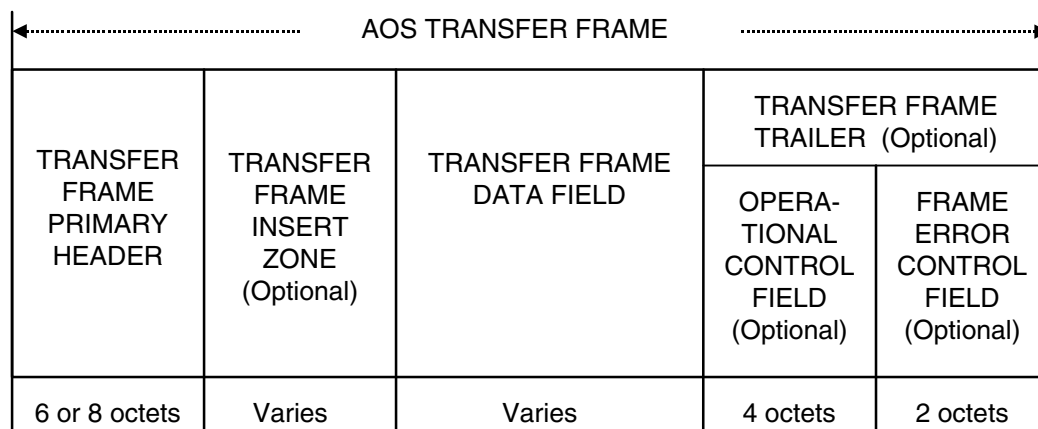 AOS TRANSFER FRAME
TRANSFER
FRAME
PRIMARY
HEADER
TRANSFER
FRAME
INSERT
ZONE
(Optional)
TRANSFER FRAME
DATA FIELD
TRANSFER FRAME
TRAILER (Optional)
OPERA-
TIONAL
CONTROL
FIELD
(Optional)
FRAME
ERROR
CONTROL
FIELD
(Optional)
6 or 8 octets
Varies
Varies
4 octets
2 octets